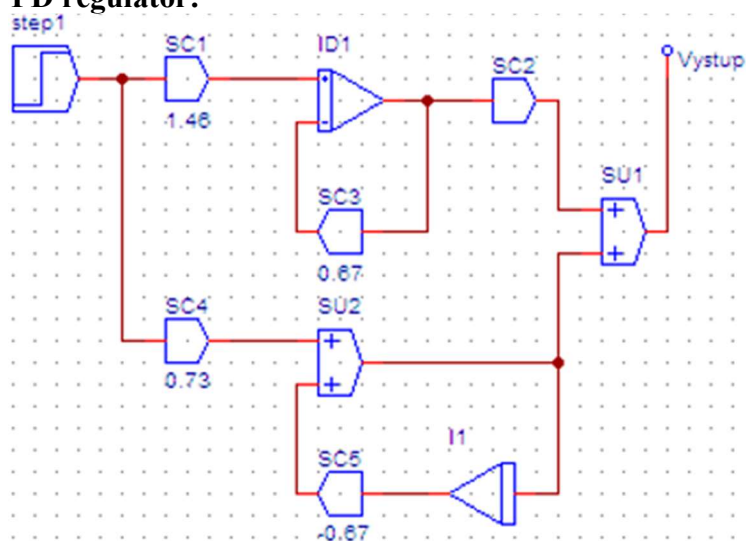 PD regulator:
step1
SC1
ID1
SC2
Vystup
1.46
SU1
SC3
0.67
SC4
SU2
0.73
I1
SC5
-0.67